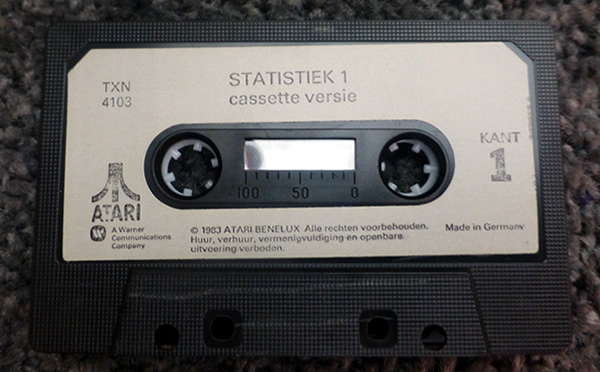 TXN
4103
STATISTIEK 1
cassette versie
KANT
1
100 50 0
ATARI
A Warner
Communications
Company
© 1983 ATARI BENELUX Alle rechten voorbehouden.
Huur, verhuur, vermenigvuldiging en openbare
uitvoering verboden.
Made in Germany